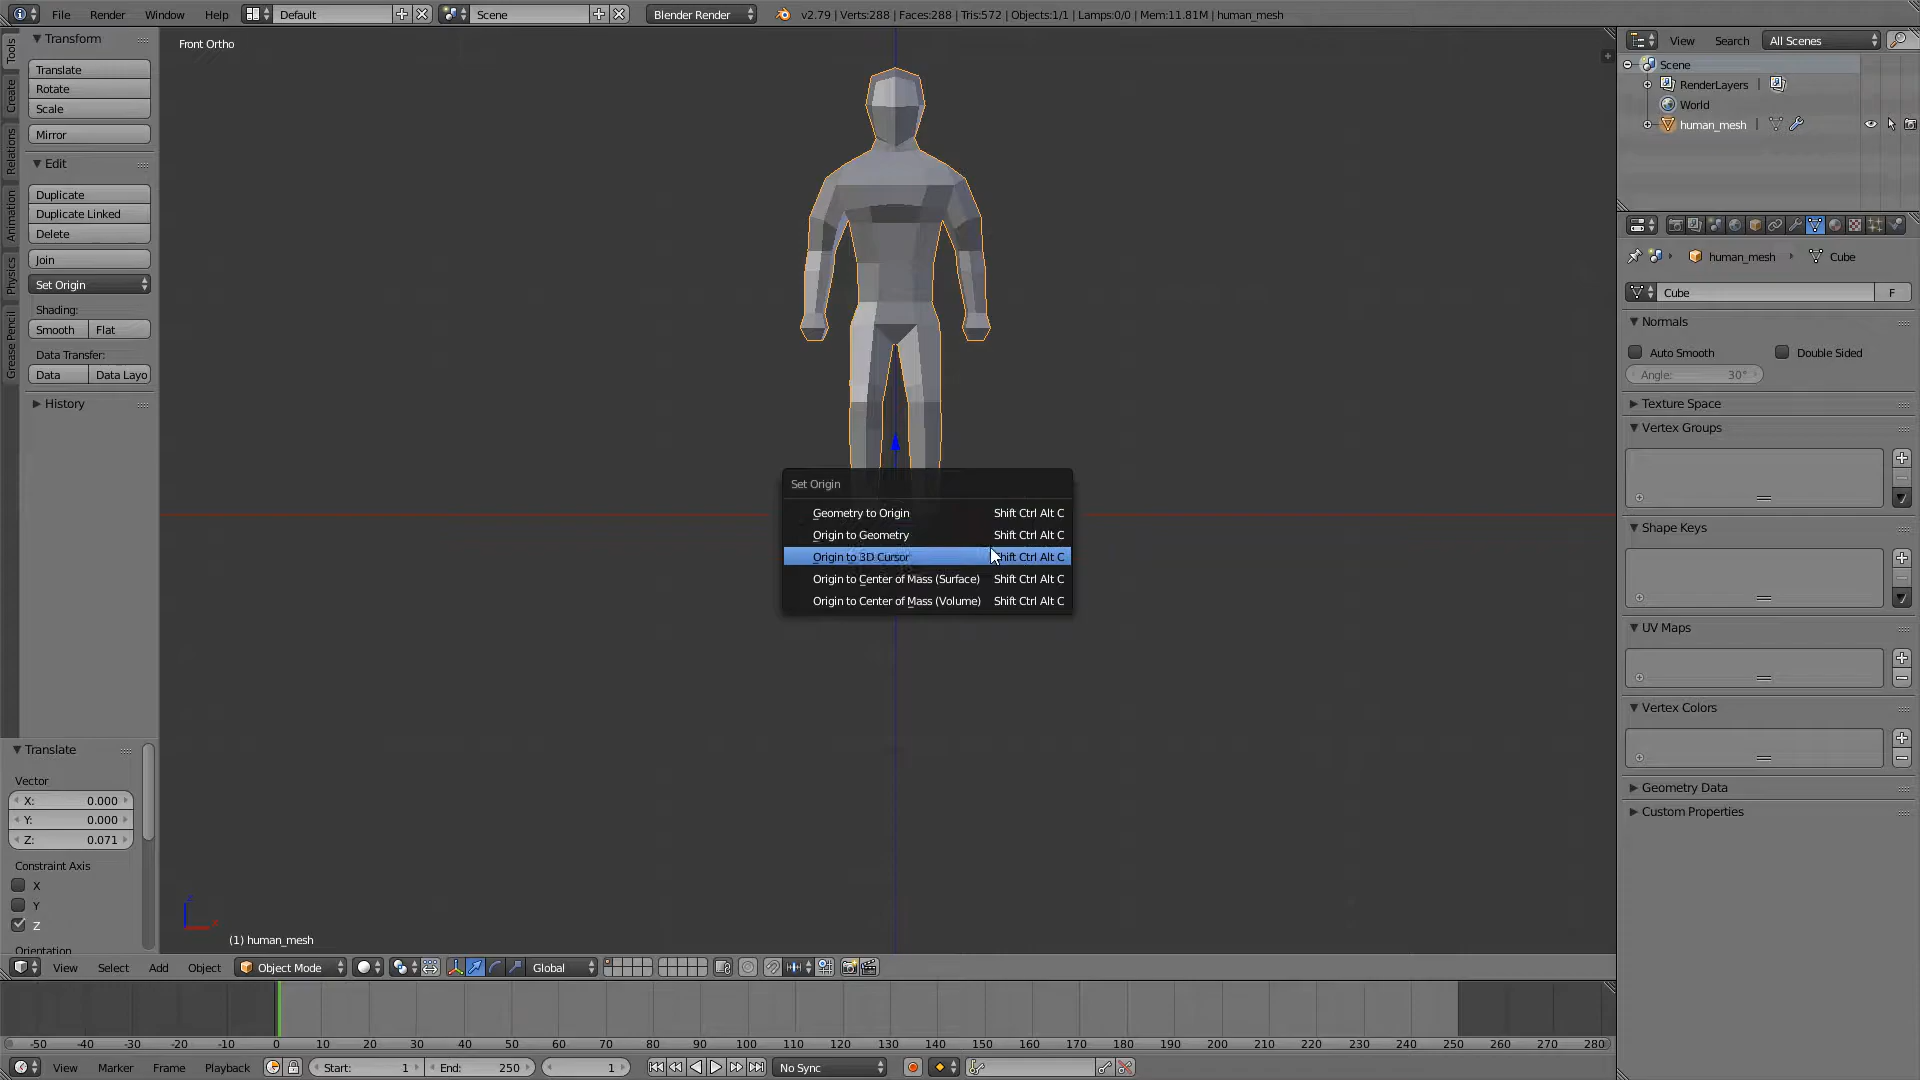 File Render Window Help Default Scene Blender Render v2.79 | Verts:288 | Faces:288 | Tris:572 | Objects:1/1 | Lamps:0/0 | Mem:11.81M | human_mesh
Tools
Create
Relations
Animation
Physics
Grease Pencil
Transform
Translate
Rotate
Scale
Mirror
Edit
Duplicate
Duplicate Linked
Delete
Join
Set Origin
Shading:
Smooth Flat
Data Transfer:
Data Data Layo
History
Translate
Vector
X: 0.000
Y: 0.000
Z: 0.071
Constraint Axis
X
Y
Z
Orientation
Front Ortho
Set Origin
Geometry to Origin Shift Ctrl Alt C
Origin to Geometry Shift Ctrl Alt C
Origin to 3D Cursor Shift Ctrl Alt C
Origin to Center of Mass (Surface) Shift Ctrl Alt C
Origin to Center of Mass (Volume) Shift Ctrl Alt C
(1) human_mesh
View Select Add Object Object Mode Global
-50 -40 -30 -20 -10 0 10 20 30 40 50 60 70 80 90 100 110 120 130 140 150 160 170 180 190 200 210 220 230 240 250 260 270 280
View Marker Frame Playback Start: 1 End: 250 1 No Sync
View Search All Scenes
Scene
RenderLayers
World
human_mesh
human_mesh Cube
Cube F
Normals
Auto Smooth Double Sided
Angle: 30°
Texture Space
Vertex Groups
Shape Keys
UV Maps
Vertex Colors
Geometry Data
Custom Properties